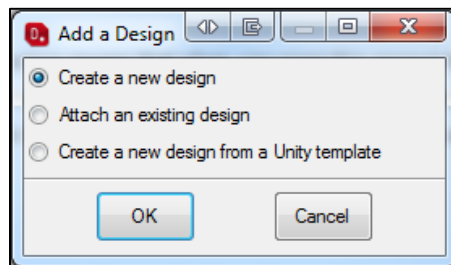 D.
Add a Design
Create a new design
Attach an existing design
Create a new design from a Unity template
OK
Cancel